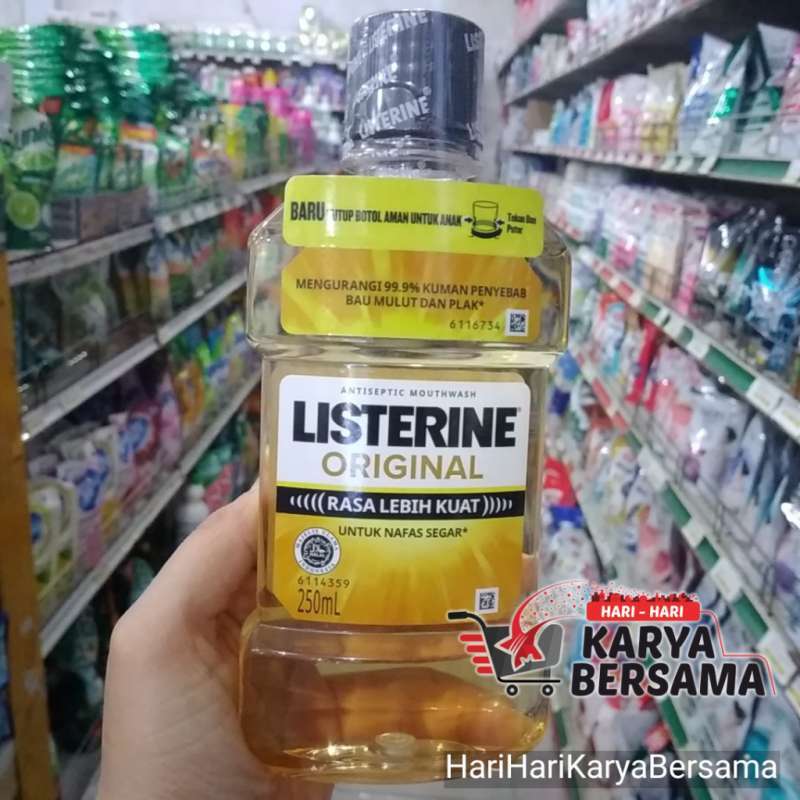 LISTERINE
LISTERINE
BARU TUTUP BOTOL AMAN UNTUK ANAK
Tekan Dan
Putar
MENGURANGI 99.9% KUMAN PENYEBAB
BAU MULUT DAN PLAK*
6116734
ANTISEPTIC MOUTHWASH
LISTERINE®
ORIGINAL
RASA LEBIH KUAT
UNTUK NAFAS SEGAR*
6114359
250mL
HARI - HARI
KARYA
BERSAMA
HariHariKaryaBersama